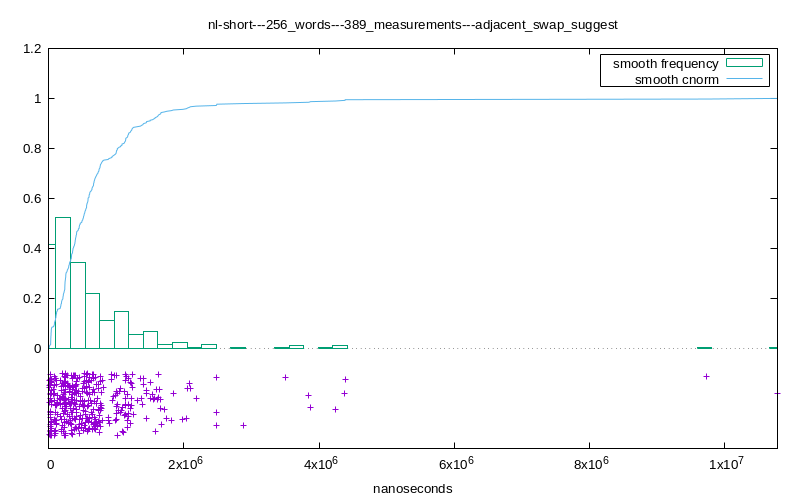 nl-short---256_words---389_measurements---adjacent_swap_suggest
1.2
smooth frequency
smooth cnorm
1
0.8
0.6
0.4
0.2
0
0 2x10^6 4x10^6 6x10^6 8x10^6 1x10^7
nanoseconds